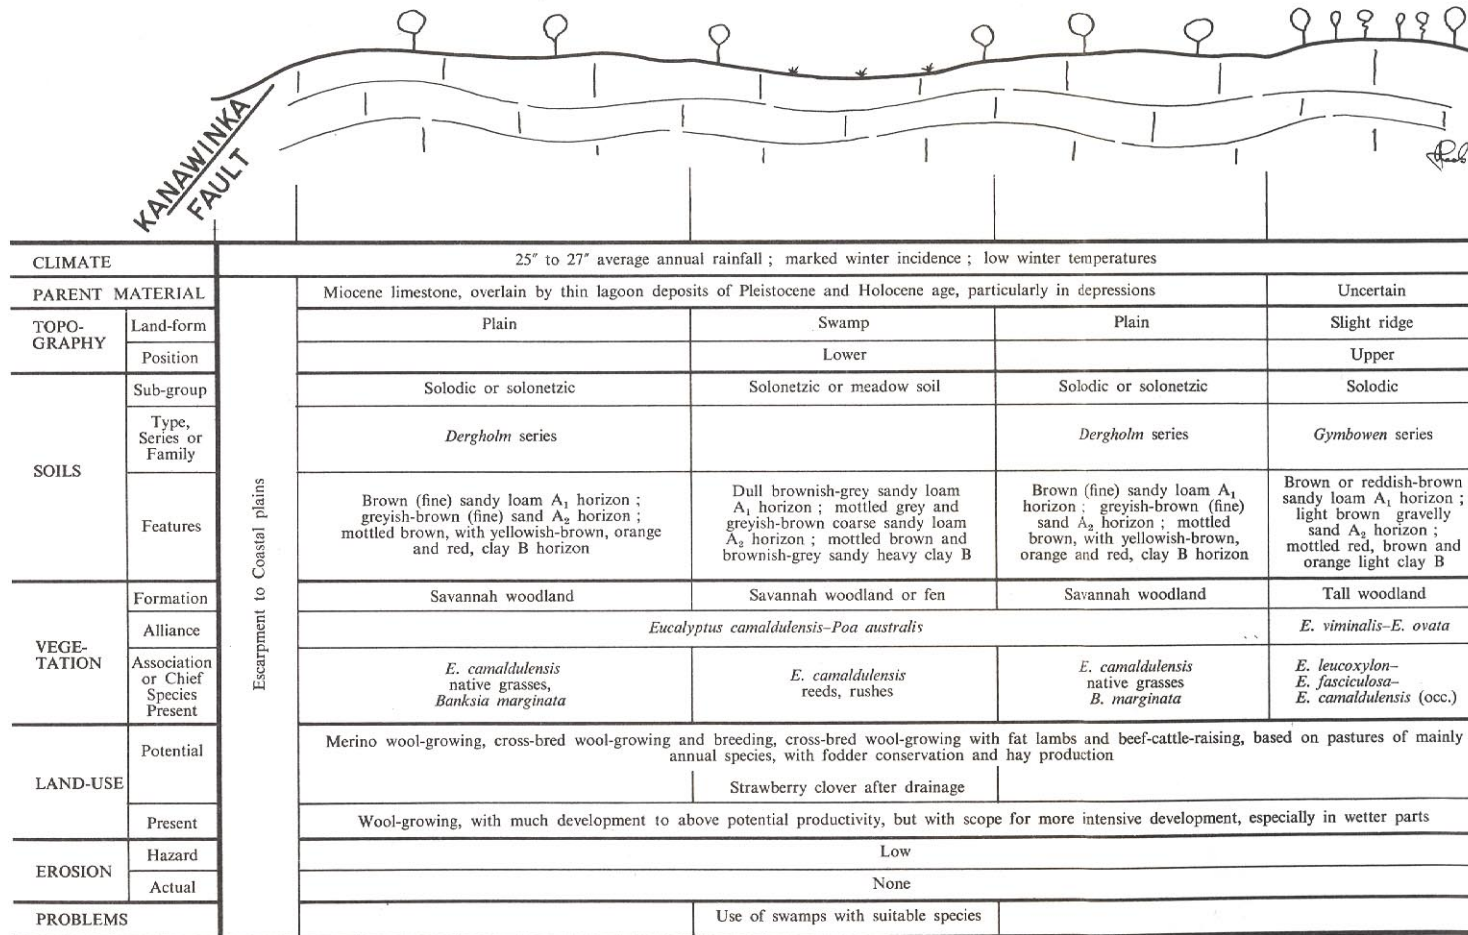 KANAWINKA
FAULT
CLIMATE
25″ to 27″ average annual rainfall ; marked winter incidence ; low winter temperatures
PARENT MATERIAL
Miocene limestone, overlain by thin lagoon deposits of Pleistocene and Holocene age, particularly in depressions
Uncertain
TOPO-
GRAPHY
Land-form
Plain
Swamp
Plain
Slight ridge
Position
Lower
Upper
Escarpment to Coastal plains
SOILS
Sub-group
Solodic or solonetzic
Solonetzic or meadow soil
Solodic or solonetzic
Solodic
Type,
Series or
Family
Dergholm series
Dergholm series
Gymbowen series
Features
Brown (fine) sandy loam A₁ horizon ;
greyish-brown (fine) sand A₂ horizon ;
mottled brown, with yellowish-brown, orange
and red, clay B horizon
Dull brownish-grey sandy loam
A₁ horizon ; mottled grey and
greyish-brown coarse sandy loam
A₂ horizon ; mottled brown and
brownish-grey sandy heavy clay B
Brown (fine) sandy loam A₁
horizon ; greyish-brown (fine)
sand A₂ horizon ; mottled
brown, with yellowish-brown,
orange and red, clay B horizon
Brown or reddish-brown
sandy loam A₁ horizon ;
light brown gravelly
sand A₂ horizon ;
mottled red, brown and
orange light clay B
VEGE-
TATION
Formation
Savannah woodland
Savannah woodland or fen
Savannah woodland
Tall woodland
Alliance
Eucalyptus camaldulensis–Poa australis
E. viminalis–E. ovata
Association
or Chief
Species
Present
E. camaldulensis
native grasses,
Banksia marginata
E. camaldulensis
reeds, rushes
E. camaldulensis
native grasses
B. marginata
E. leucoxylon–
E. fasciculosa–
E. camaldulensis (occ.)
LAND-USE
Potential
Merino wool-growing, cross-bred wool-growing and breeding, cross-bred wool-growing with fat lambs and beef-cattle-raising, based on pastures of mainly
annual species, with fodder conservation and hay production
Strawberry clover after drainage
Present
Wool-growing, with much development to above potential productivity, but with scope for more intensive development, especially in wetter parts
EROSION
Hazard
Low
Actual
None
PROBLEMS
Use of swamps with suitable species